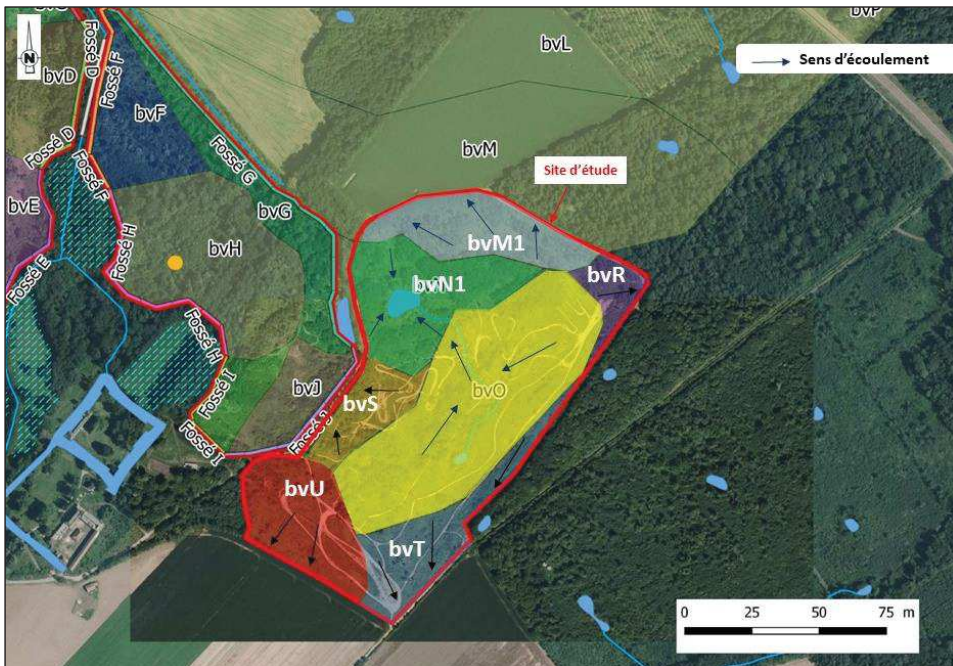 N
Fossé D
Fossé F
bvL
Sens d'écoulement
bvD
bvF
Fossé G
bvM
Site d'étude
Fossé D
Fossé F
bvE
bvG
Fossé H
bvH
bvM1
Fossé E
bvN1
bvR
Fossé H
Fossé I
bvJ
bvO
bvS
Fossé I
Fossé J
bvU
bvT
0 25 50 75 m